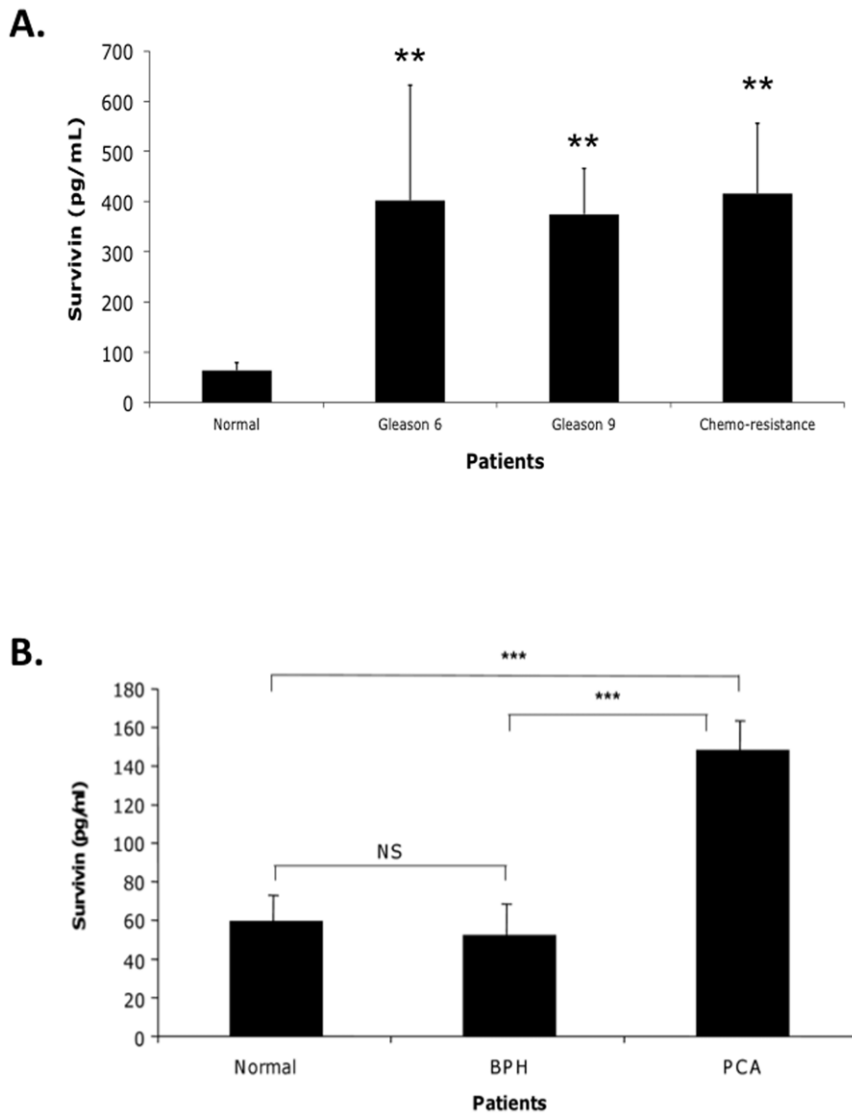 A.
Survivin (pg/mL)
700
600
500
400
300
200
100
0
**
**
**
Normal Gleason 6 Gleason 9 Chemo-resistance
Patients
B.
Survivin (pg/ml)
180
160
140
120
100
80
60
40
20
0
***
***
NS
Normal BPH PCA
Patients